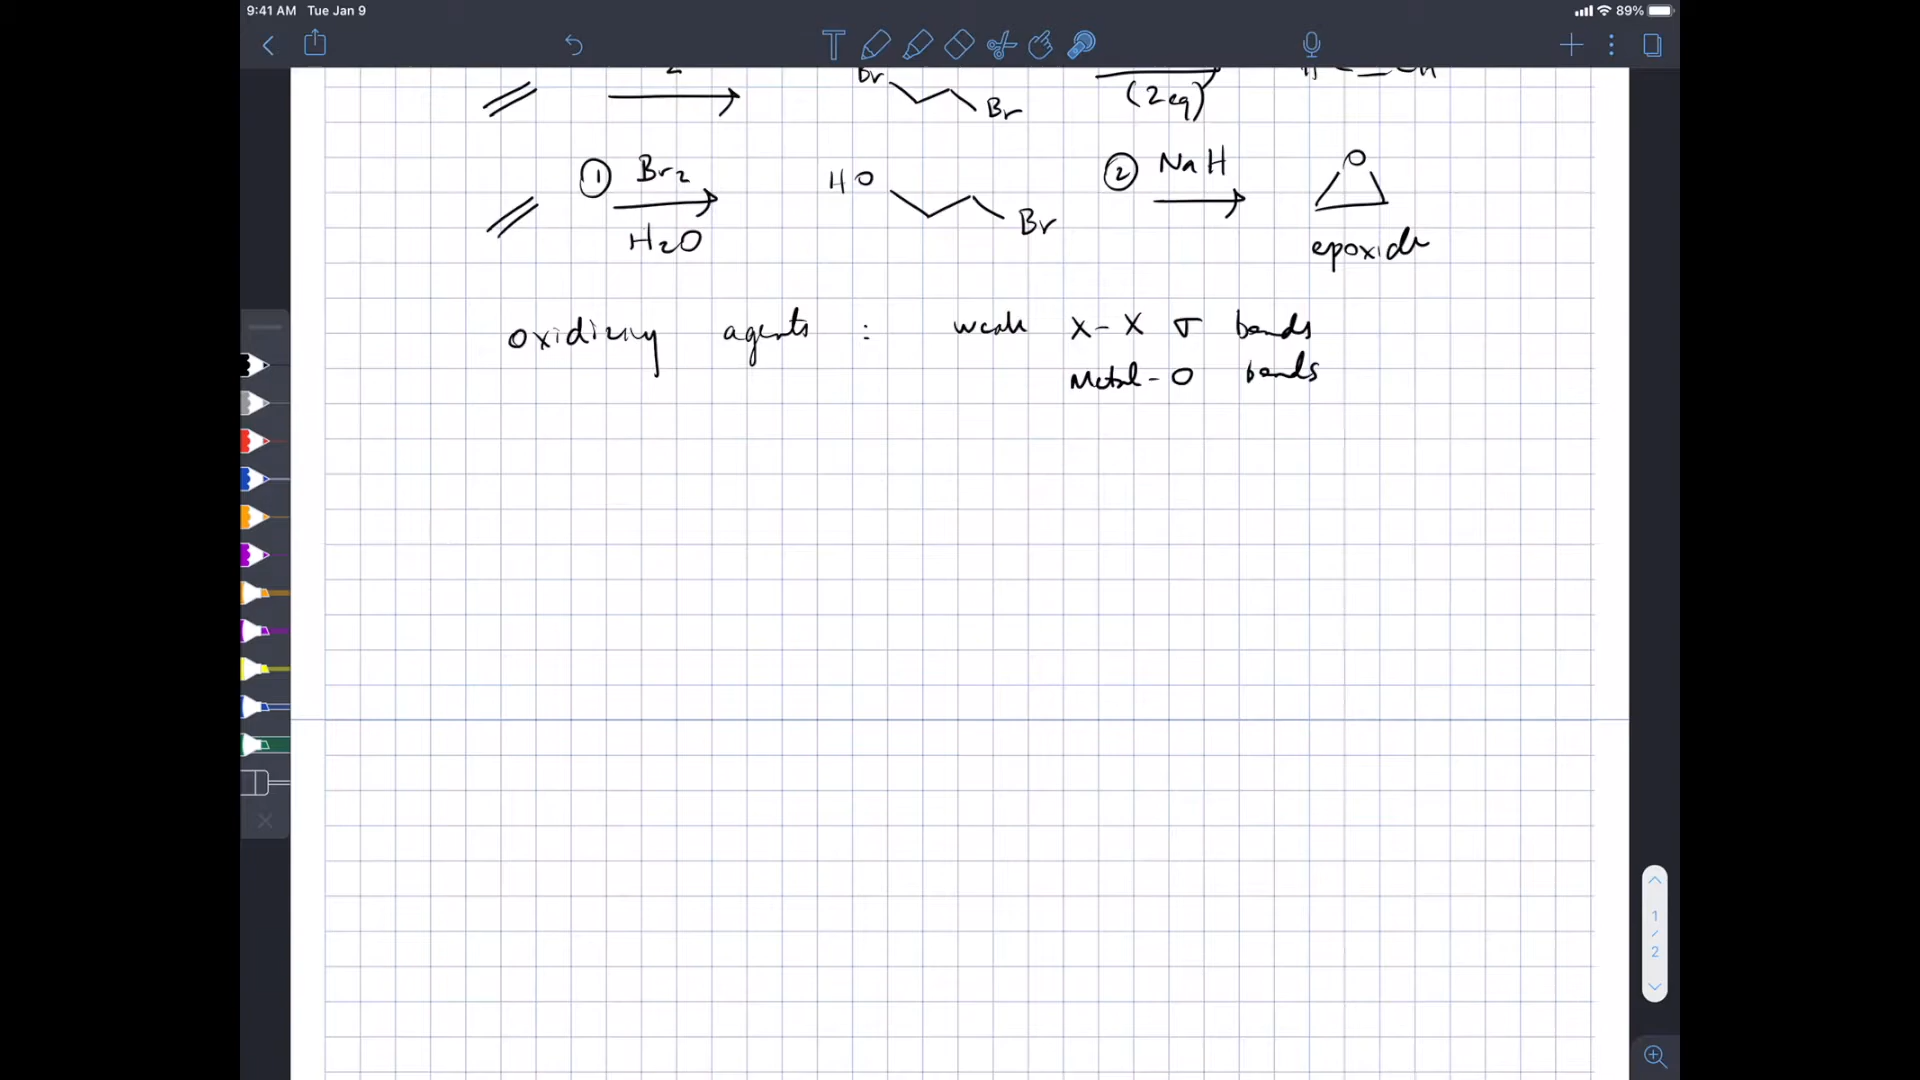 9:41 AM Tue Jan 9
89%
Br
Br
(2eq)
① Br2
H2O
HO
Br
② NaH
O
epoxide
oxidizing agents : weak X-X σ bonds
Metal-O bonds
1
/
2